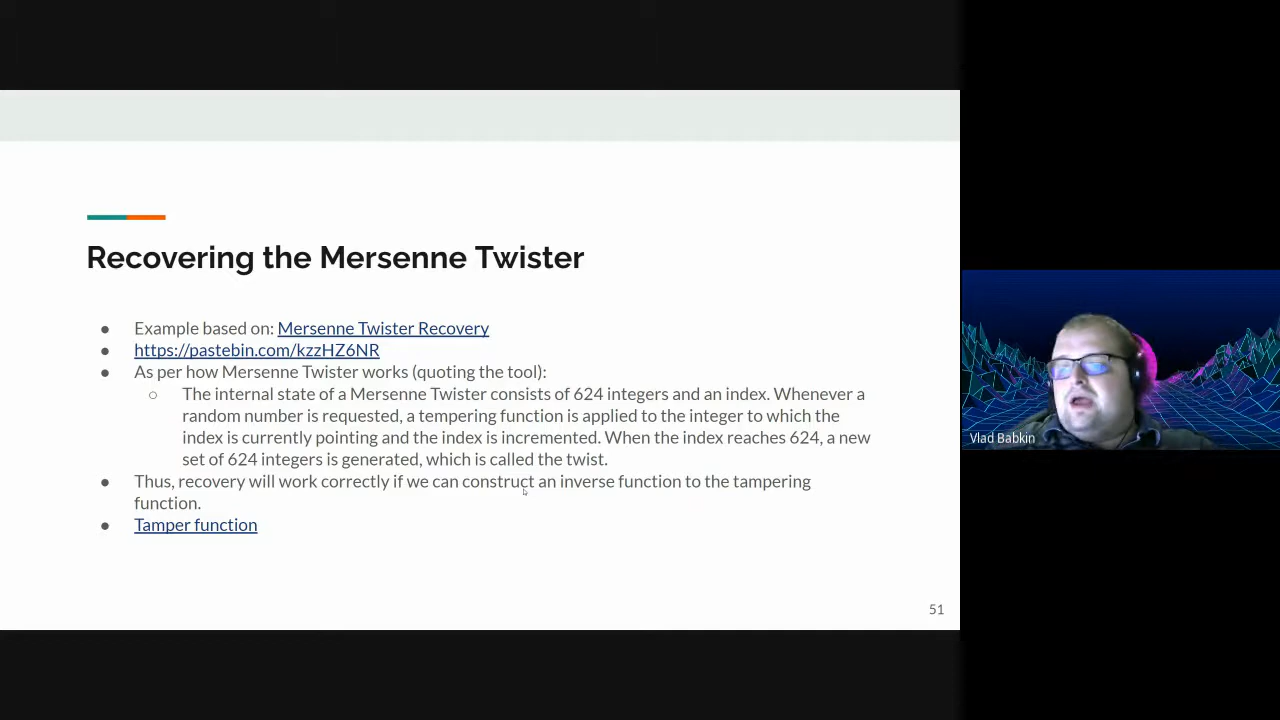 Recovering the Mersenne Twister
● Example based on: Mersenne Twister Recovery
● https://pastebin.com/kzzHZ6NR
● As per how Mersenne Twister works (quoting the tool):
○ The internal state of a Mersenne Twister consists of 624 integers and an index. Whenever a
random number is requested, a tempering function is applied to the integer to which the
index is currently pointing and the index is incremented. When the index reaches 624, a new
set of 624 integers is generated, which is called the twist.
● Thus, recovery will work correctly if we can construct an inverse function to the tampering
function.
● Tamper function
51
Vlad Babkin